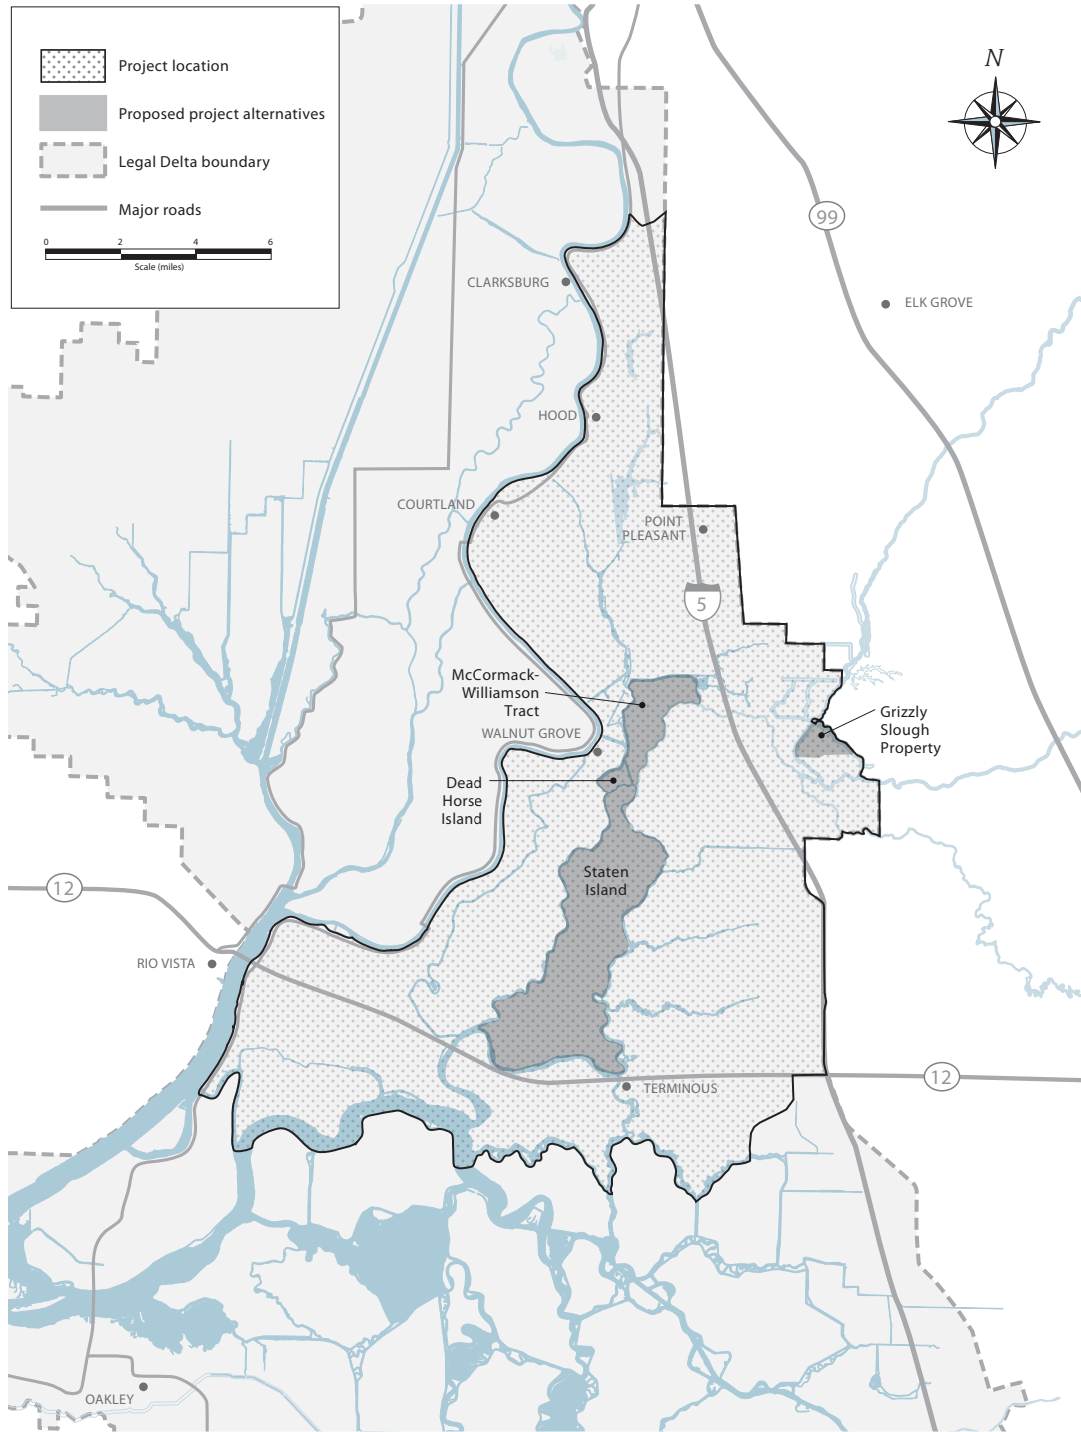 Project location
Proposed project alternatives
Legal Delta boundary
Major roads
0 2 4 6
Scale (miles)
N
99
CLARKSBURG
ELK GROVE
HOOD
COURTLAND
POINT
PLEASANT
5
McCormack-
Williamson
Tract
WALNUT GROVE
Grizzly
Slough
Property
Dead
Horse
Island
Staten
Island
12
RIO VISTA
12
TERMINOUS
OAKLEY